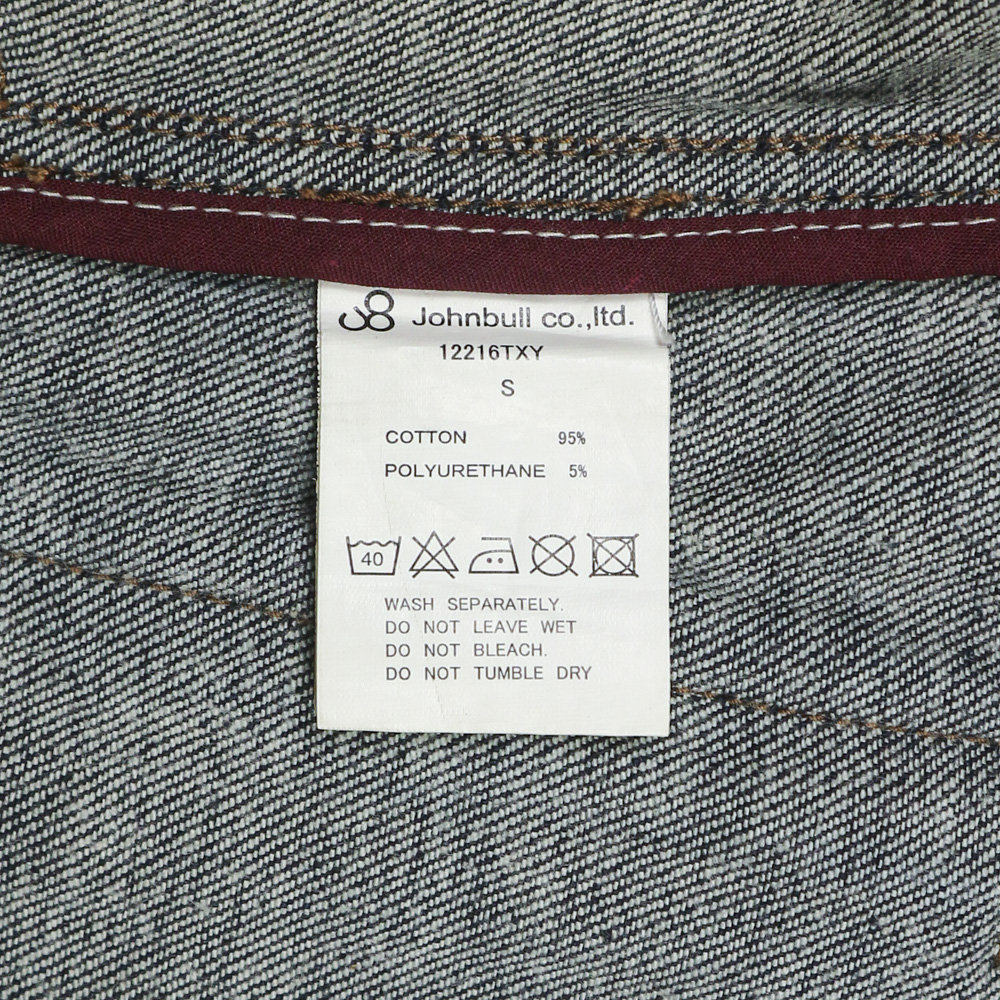 Johnbull co.,ltd.
12216TXY
S
COTTON 95%
POLYURETHANE 5%
40
WASH SEPARATELY.
DO NOT LEAVE WET
DO NOT BLEACH.
DO NOT TUMBLE DRY